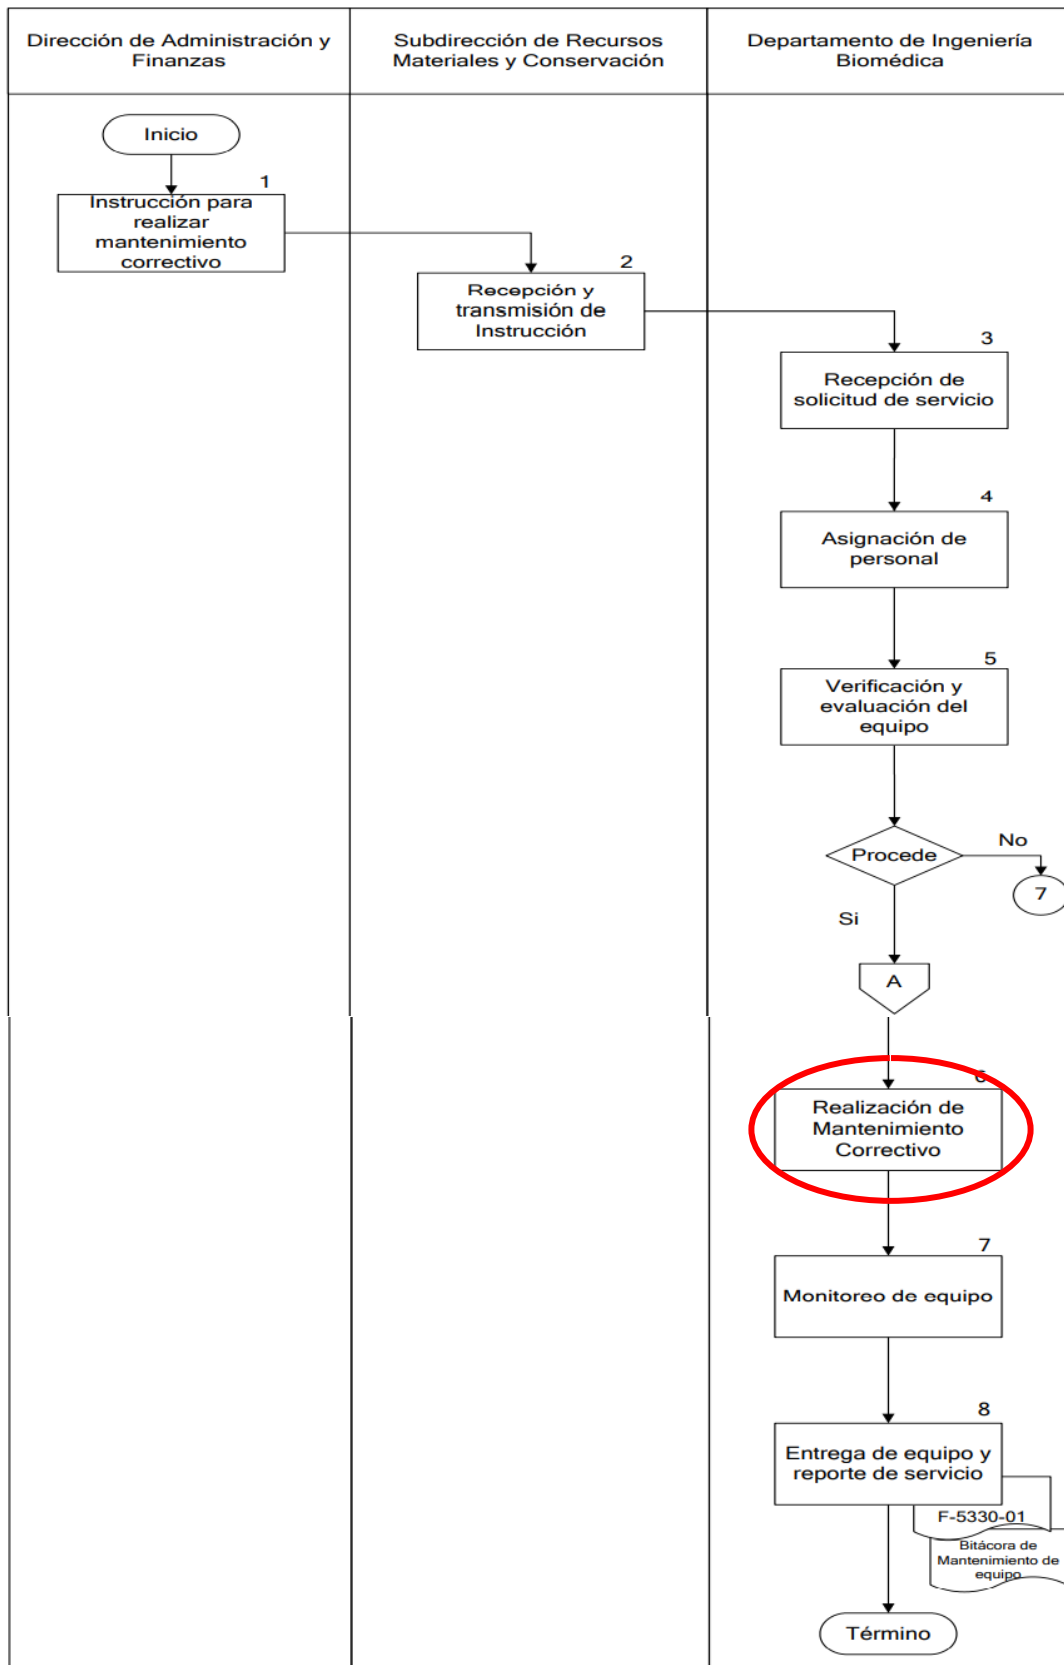 Dirección de Administración y
Finanzas
Subdirección de Recursos
Materiales y Conservación
Departamento de Ingeniería
Biomédica
Inicio
1
Instrucción para
realizar
mantenimiento
correctivo
2
Recepción y
transmisión de
Instrucción
3
Recepción de
solicitud de servicio
4
Asignación de
personal
5
Verificación y
evaluación del
equipo
Procede
No
7
Si
A
6
Realización de
Mantenimiento
Correctivo
7
Monitoreo de equipo
8
Entrega de equipo y
reporte de servicio
F-5330-01
Bitácora de
Mantenimiento de
equipo
Término